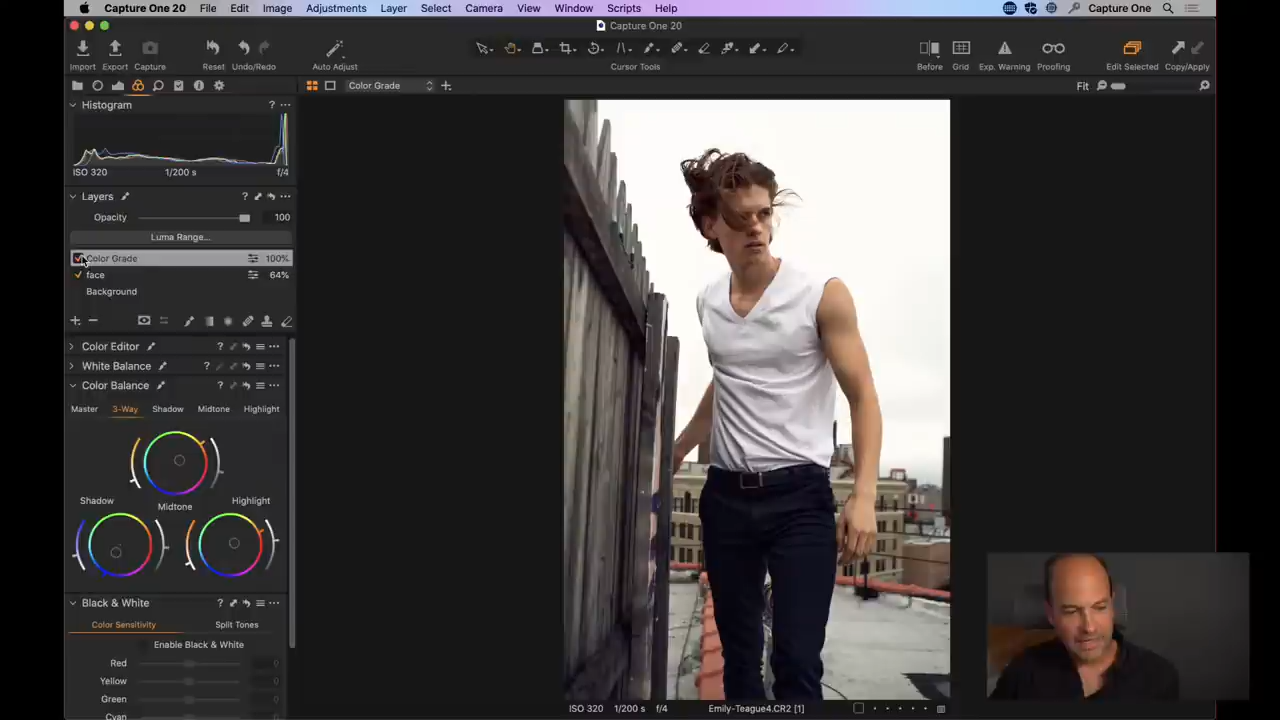 Capture One 20 File Edit Image Adjustments Layer Select Camera View Window Scripts Help Capture One
Capture One 20
Import Export Capture Reset Undo/Redo Auto Adjust Cursor Tools Before Grid Exp. Warning Proofing Edit Selected Copy/Apply
Color Grade Fit
Histogram ? ...
ISO 320 1/200 s f/4
Layers ? ...
Opacity 100
Luma Range...
Color Grade 100%
face 64%
Background
Color Editor ? ...
White Balance ? ...
Color Balance ? ...
Master 3-Way Shadow Midtone Highlight
Shadow Midtone Highlight
Black & White ? ...
Color Sensitivity Split Tones
Enable Black & White
Red 0
Yellow 0
Green 0
Cyan
ISO 320 1/200 s f/4 Emily-Teague4.CR2 [1]